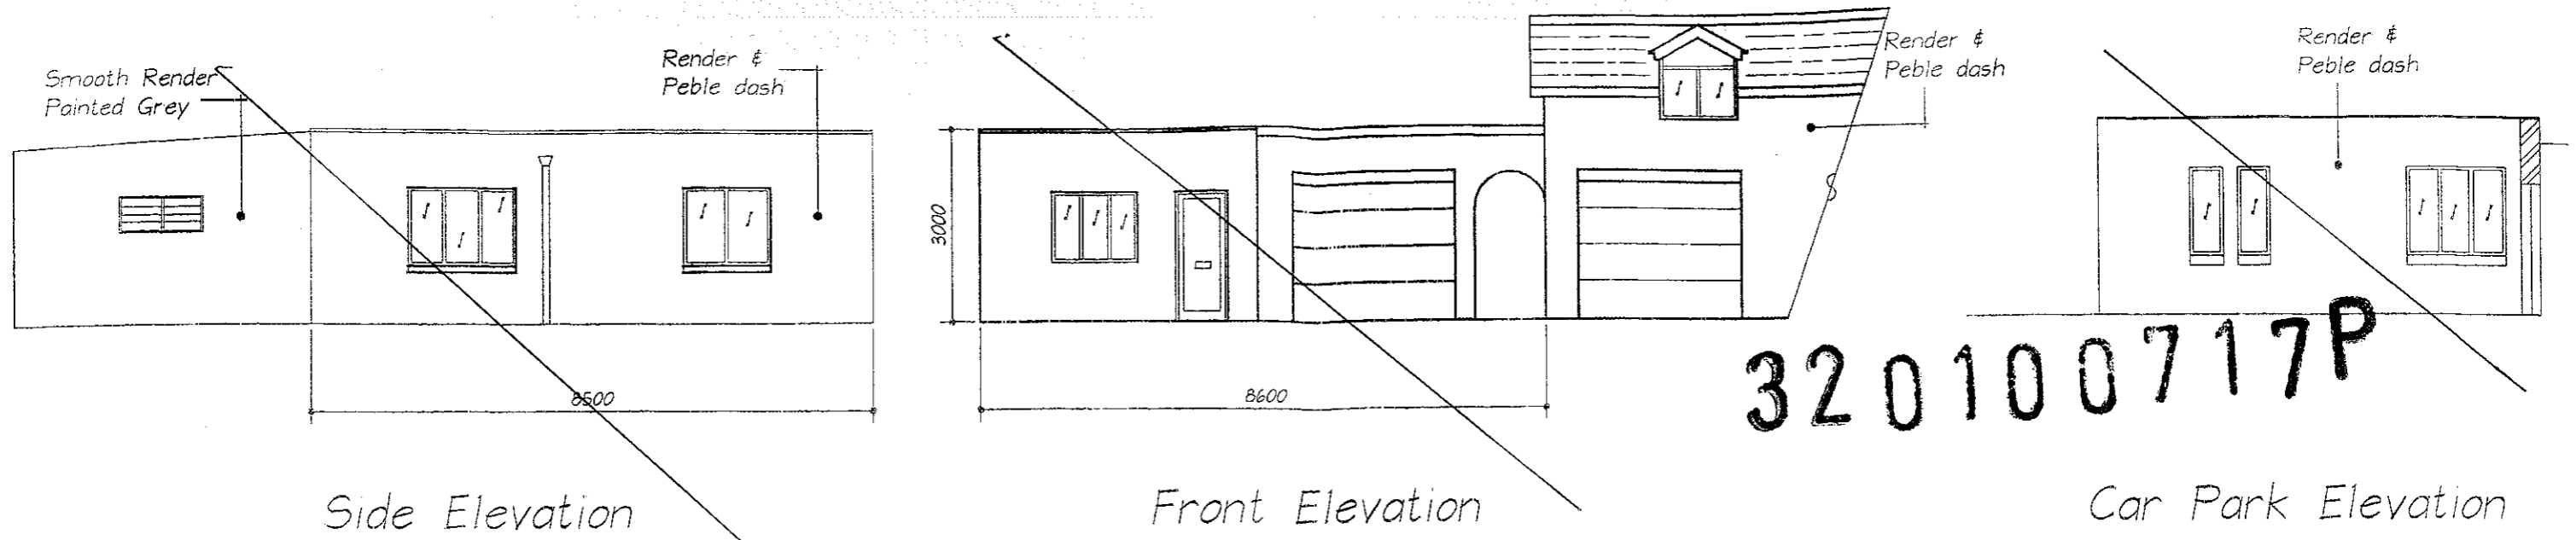 Smooth Render
Painted Grey
Render &
Peble dash
8500
Side Elevation
3000
8600
Front Elevation
Render &
Peble dash
320100717P
Render &
Peble dash
Car Park Elevation